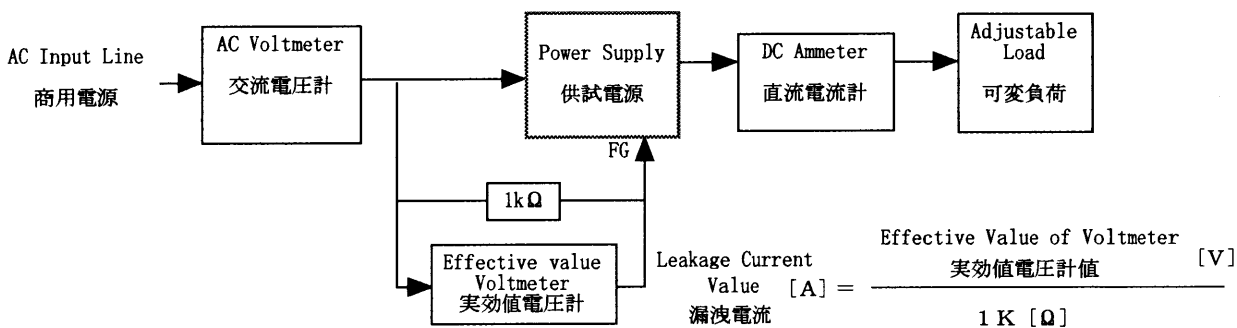 AC Input Line
商用電源
AC Voltmeter
交流電圧計
Power Supply
供試電源
DC Ammeter
直流電流計
Adjustable
Load
可変負荷
FG
1kΩ
Effective value
Voltmeter
実効値電圧計
Leakage Current
Value [A] =
漏洩電流
Effective Value of Voltmeter
実効値電圧計値 [V]
1 K [Ω]